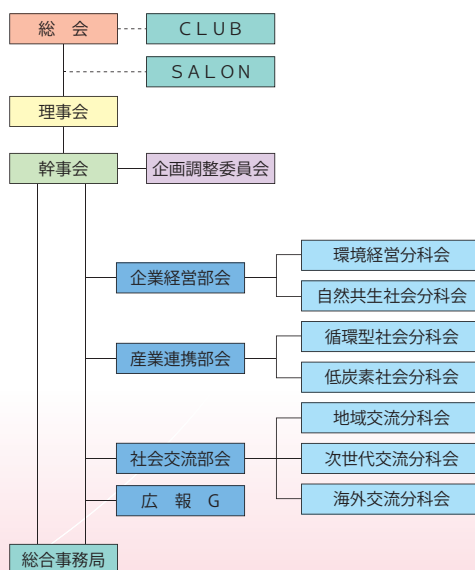 総　会
ＣＬＵＢ
ＳＡＬＯＮ
理事会
幹事会
企画調整委員会
企業経営部会
環境経営分科会
自然共生社会分科会
産業連携部会
循環型社会分科会
低炭素社会分科会
社会交流部会
地域交流分科会
次世代交流分科会
海外交流分科会
広　報　Ｇ
総合事務局